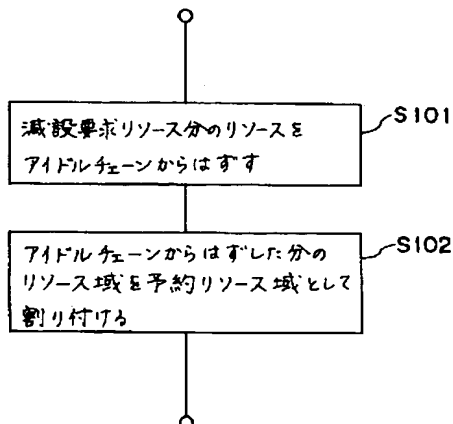 減設要求リソース分のリソースを
アイドルチェーンからはずす
S101
アイドルチェーンからはずした分の
リソース域を予約リソース域として
割り付ける
S102